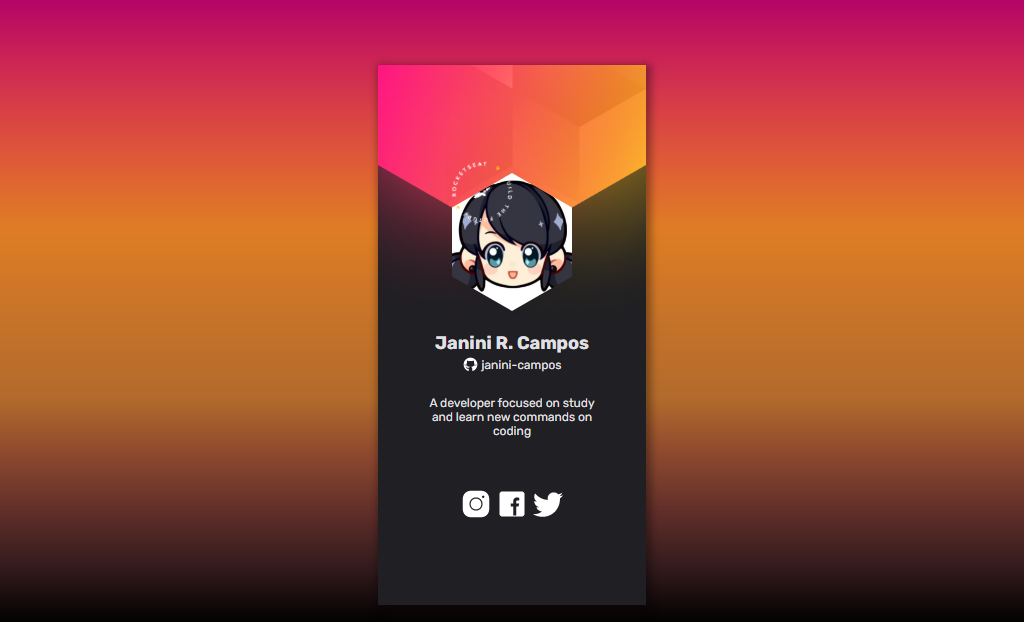 ROCKETSEAT
Janini R. Campos
janini-campos
A developer focused on study
and learn new commands on
coding